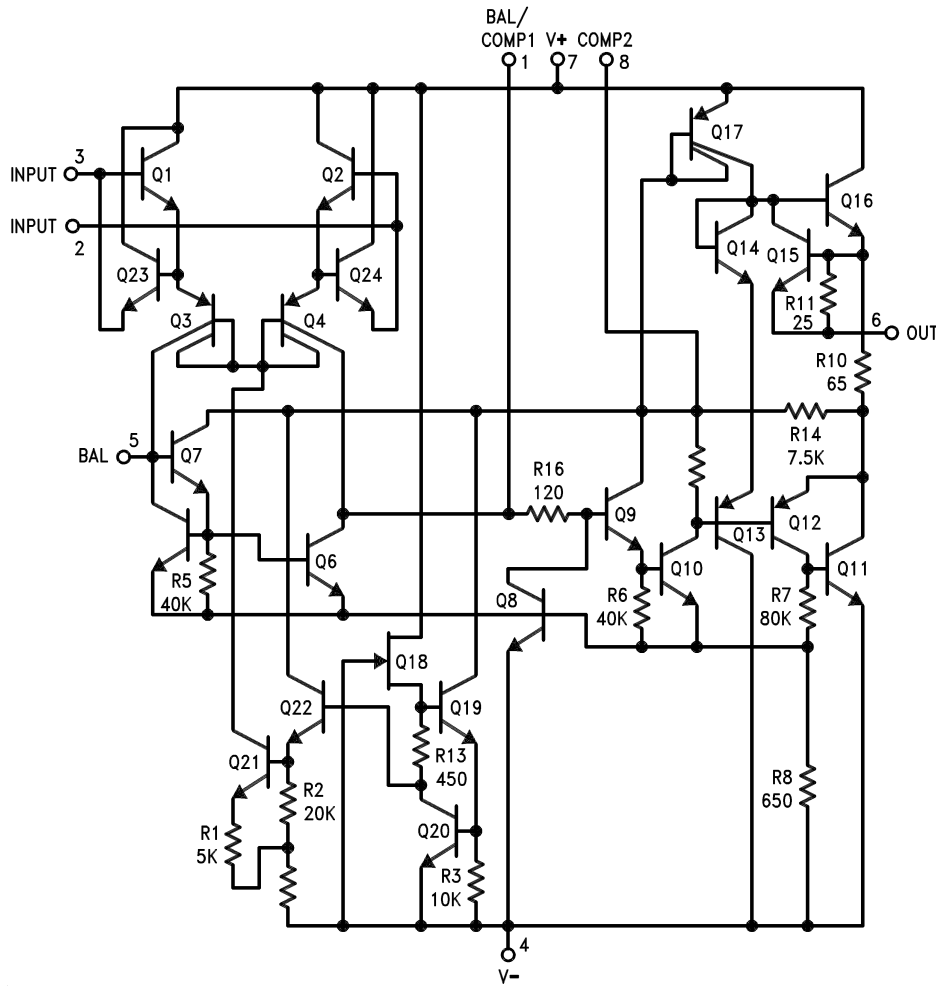 BAL/
COMP1 V+ COMP2
1 7 8
Q17
3
INPUT Q1 Q2
Q16
INPUT
2
Q14 Q15
Q23 Q24
R11
25
6
OUT
Q3 Q4
R10
65
5
BAL Q7
R14
7.5K
R16
120
Q9 Q13 Q12
Q6 Q10 Q11
R5
40K
Q8 R6
40K
R7
80K
Q18
Q22 Q19
R13
450
Q21
R2
20K
R8
650
R1
5K
Q20
R3
10K
4
V-